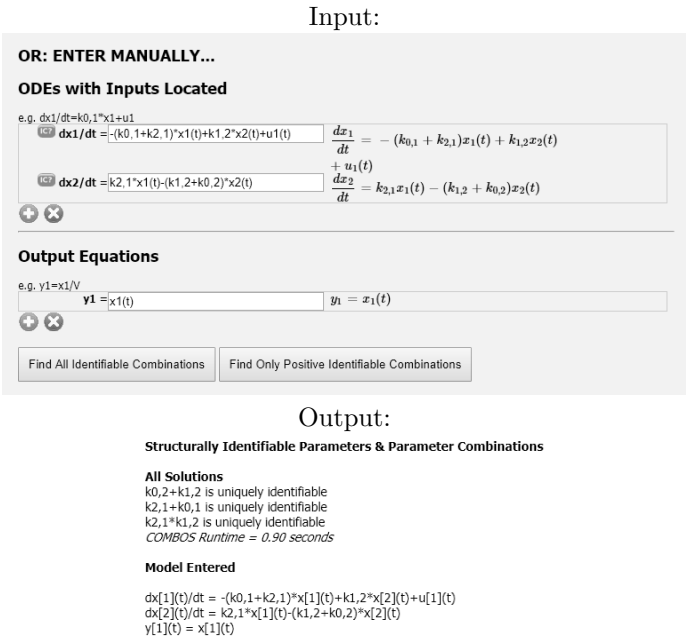 Input:
OR: ENTER MANUALLY...
ODEs with Inputs Located
e.g. dx1/dt=k0,1*x1+u1
IC? dx1/dt = -(k0,1+k2,1)*x1(t)+k1,2*x2(t)+u1(t) dx₁/dt = − (k₀,₁ + k₂,₁)x₁(t) + k₁,₂x₂(t)
+ u₁(t)
IC? dx2/dt = k2,1*x1(t)-(k1,2+k0,2)*x2(t) dx₂/dt = k₂,₁x₁(t) − (k₁,₂ + k₀,₂)x₂(t)
Output Equations
e.g. y1=x1/V
y1 = x1(t) y₁ = x₁(t)
Find All Identifiable Combinations Find Only Positive Identifiable Combinations
Output:
Structurally Identifiable Parameters & Parameter Combinations
All Solutions
k0,2+k1,2 is uniquely identifiable
k2,1+k0,1 is uniquely identifiable
k2,1*k1,2 is uniquely identifiable
COMBOS Runtime = 0.90 seconds
Model Entered
dx[1](t)/dt = -(k0,1+k2,1)*x[1](t)+k1,2*x[2](t)+u[1](t)
dx[2](t)/dt = k2,1*x[1](t)-(k1,2+k0,2)*x[2](t)
y[1](t) = x[1](t)